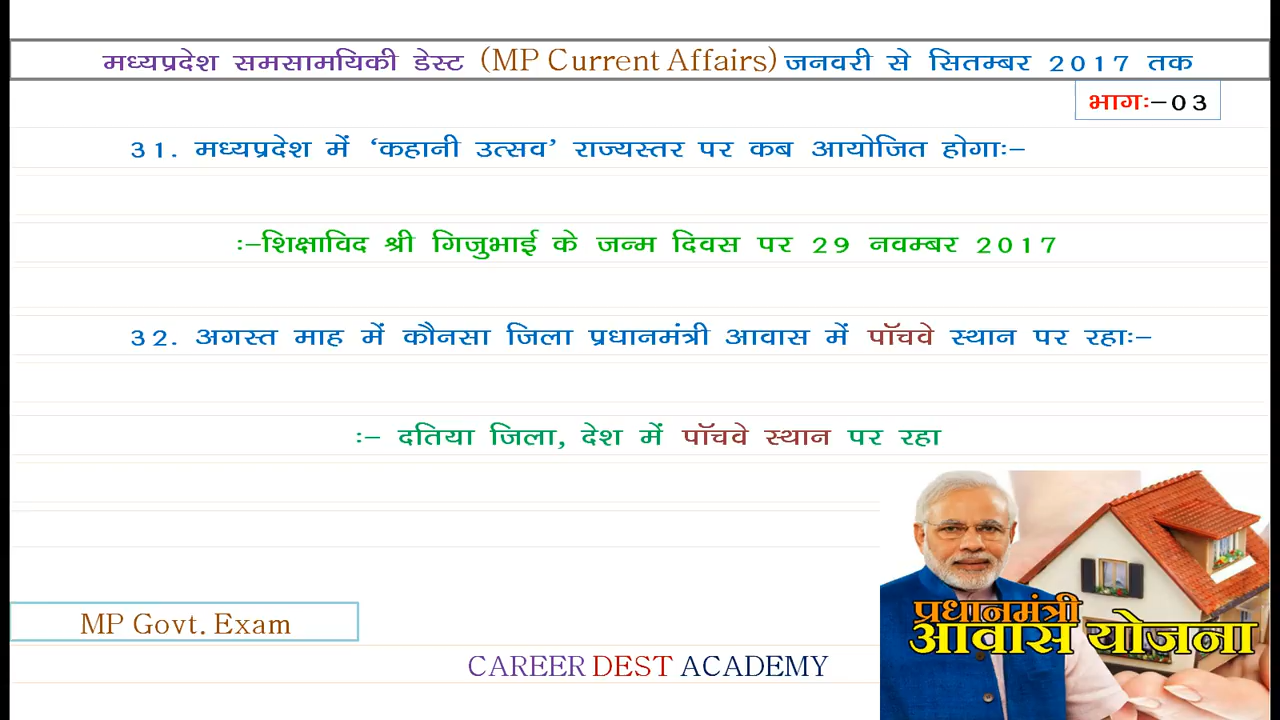 मध्यप्रदेश समसामयिकी डेस्ट (MP Current Affairs) जनवरी से सितम्बर 2017 तक
भागः–03
31. मध्यप्रदेश में ‘कहानी उत्सव’ राज्यस्तर पर कब आयोजित होगाः–
ः–शिक्षाविद श्री गिजुभाई के जन्म दिवस पर 29 नवम्बर 2017
32. अगस्त माह में कौनसा जिला प्रधानमंत्री आवास में पॉचवे स्थान पर रहाः–
ः– दतिया जिला, देश में पॉचवे स्थान पर रहा
प्रधानमंत्री
आवास योजना
MP Govt. Exam
CAREER DEST ACADEMY